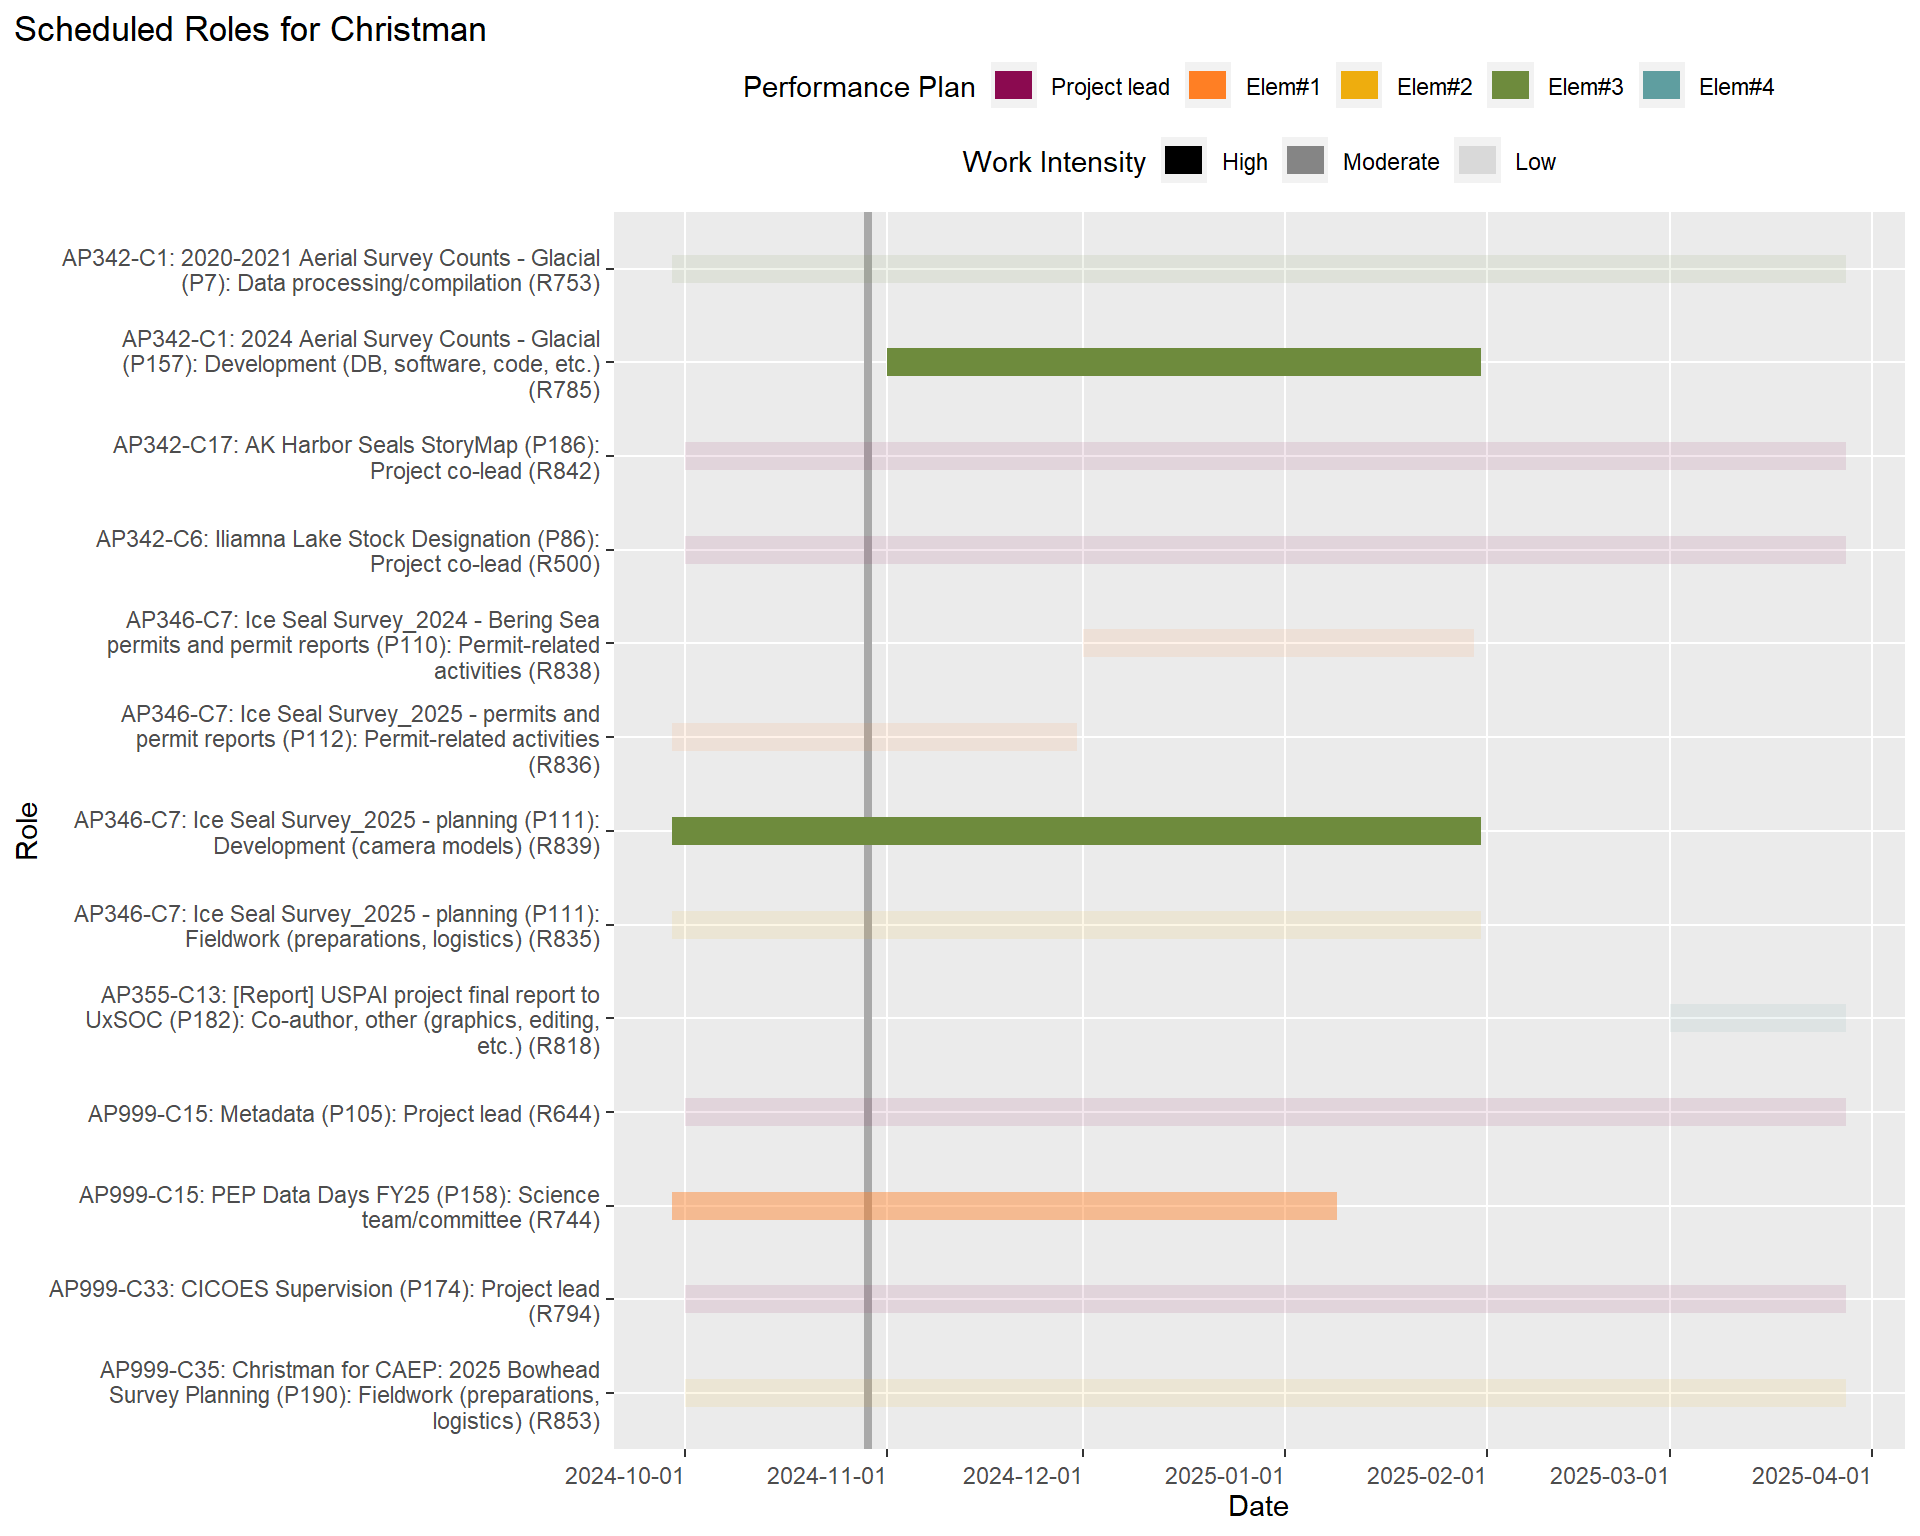 Scheduled Roles for Christman
Performance Plan Project lead Elem#1 Elem#2 Elem#3 Elem#4
Work Intensity High Moderate Low
AP342-C1: 2020-2021 Aerial Survey Counts - Glacial
(P7): Data processing/compilation (R753)
AP342-C1: 2024 Aerial Survey Counts - Glacial
(P157): Development (DB, software, code, etc.)
(R785)
AP342-C17: AK Harbor Seals StoryMap (P186):
Project co-lead (R842)
AP342-C6: Iliamna Lake Stock Designation (P86):
Project co-lead (R500)
AP346-C7: Ice Seal Survey_2024 - Bering Sea
permits and permit reports (P110): Permit-related
activities (R838)
AP346-C7: Ice Seal Survey_2025 - permits and
permit reports (P112): Permit-related activities
(R836)
AP346-C7: Ice Seal Survey_2025 - planning (P111):
Development (camera models) (R839)
AP346-C7: Ice Seal Survey_2025 - planning (P111):
Fieldwork (preparations, logistics) (R835)
AP355-C13: [Report] USPAI project final report to
UxSOC (P182): Co-author, other (graphics, editing,
etc.) (R818)
AP999-C15: Metadata (P105): Project lead (R644)
AP999-C15: PEP Data Days FY25 (P158): Science
team/committee (R744)
AP999-C33: CICOES Supervision (P174): Project lead
(R794)
AP999-C35: Christman for CAEP: 2025 Bowhead
Survey Planning (P190): Fieldwork (preparations,
logistics) (R853)
Role
2024-10-01 2024-11-01 2024-12-01 2025-01-01 2025-02-01 2025-03-01 2025-04-01
Date